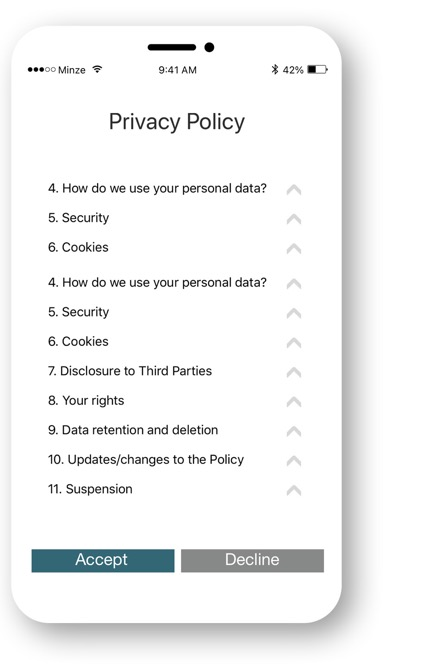 Minze 9:41 AM 42%
Privacy Policy
4. How do we use your personal data?
5. Security
6. Cookies
4. How do we use your personal data?
5. Security
6. Cookies
7. Disclosure to Third Parties
8. Your rights
9. Data retention and deletion
10. Updates/changes to the Policy
11. Suspension
Accept Decline